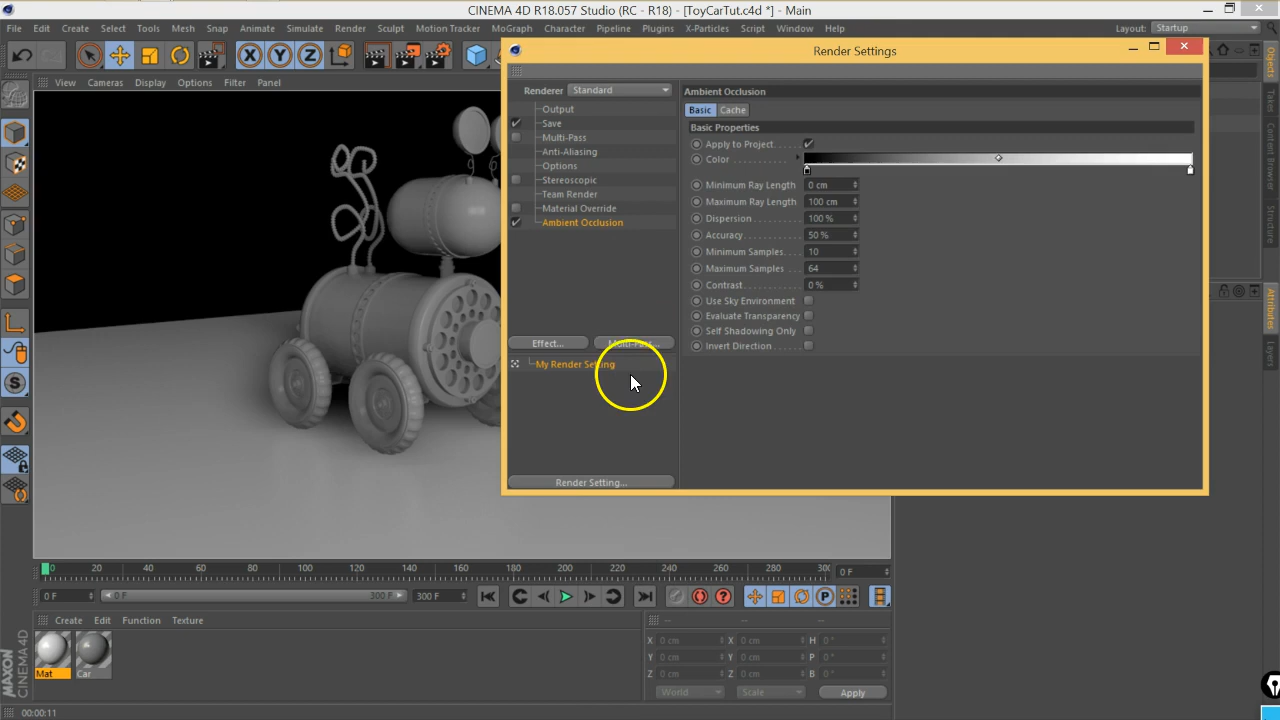 CINEMA 4D R18.057 Studio (RC - R18) - [ToyCarTut.c4d *] - Main
File Edit Create Select Tools Mesh Snap Animate Simulate Render Sculpt Motion Tracker MoGraph Character Pipeline Plugins X-Particles Script Window Help Layout: Startup
Render Settings
View Cameras Display Options Filter Panel
Renderer Standard
Output
Save
Multi-Pass
Anti-Aliasing
Options
Stereoscopic
Team Render
Material Override
Ambient Occlusion
Effect...
Multi-Pass...
My Render Setting
Render Setting...
Ambient Occlusion
Basic Cache
Basic Properties
Apply to Project
Color
Minimum Ray Length 0 cm
Maximum Ray Length 100 cm
Dispersion 100 %
Accuracy 50 %
Minimum Samples 10
Maximum Samples 64
Contrast 0 %
Use Sky Environment
Evaluate Transparency
Self Shadowing Only
Invert Direction
Objects
Takes
Content Browser
Structure
Attributes
Layers
X Y Z
S
0 20 40 60 80 100 120 140 160 180 200 220 240 260 280 300 0 F
0 F 0 F 300 F 300 F
P
Create Edit Function Texture
Mat Car
-- -- --
X 0 cm X 0 cm H 0 °
Y 0 cm Y 0 cm P 0 °
Z 0 cm Z 0 cm B 0 °
World Scale Apply
MAXON CINEMA 4D
00:00:11